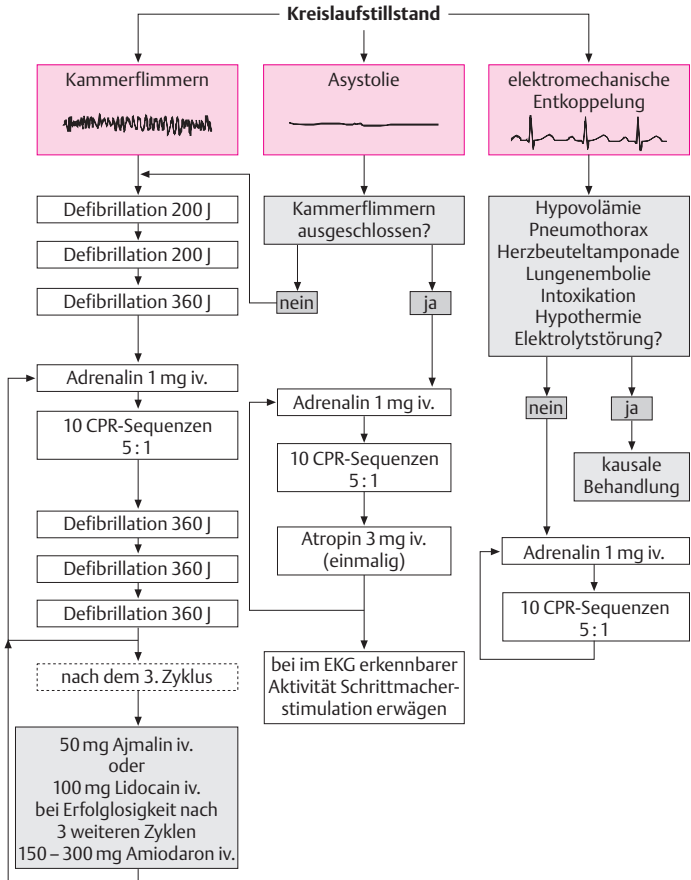 Kreislaufstillstand
Kammerflimmern
Defibrillation 200 J
Defibrillation 200 J
Defibrillation 360 J
Adrenalin 1 mg iv.
10 CPR-Sequenzen
5 : 1
Defibrillation 360 J
Defibrillation 360 J
Defibrillation 360 J
nach dem 3. Zyklus
50 mg Ajmalin iv.
oder
100 mg Lidocain iv.
bei Erfolglosigkeit nach
3 weiteren Zyklen
150 – 300 mg Amiodaron iv.
Asystolie
Kammerflimmern
ausgeschlossen?
nein
ja
Adrenalin 1 mg iv.
10 CPR-Sequenzen
5 : 1
Atropin 3 mg iv.
(einmalig)
bei im EKG erkennbarer
Aktivität Schrittmacher-
stimulation erwägen
elektromechanische
Entkoppelung
Hypovolämie
Pneumothorax
Herzbeuteltamponade
Lungenembolie
Intoxikation
Hypothermie
Elektrolytstörung?
nein
ja
kausale
Behandlung
Adrenalin 1 mg iv.
10 CPR-Sequenzen
5 : 1